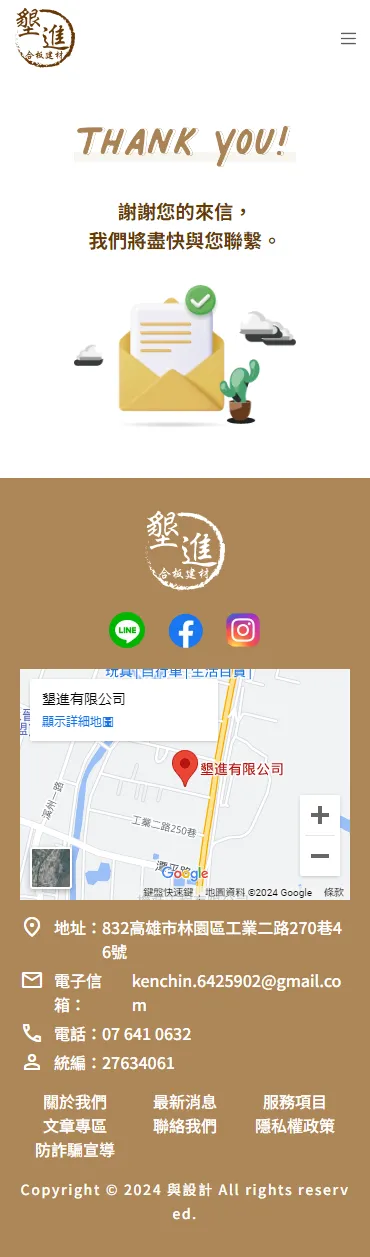 墾進
合板建材
THANK YOU!
謝謝您的來信，
我們將盡快與您聯繫。
墾進
合板建材
LINE
玩具|自行車|生活百貨|
墾進有限公司
顯示詳細地圖
墾進有限公司
工業二路250巷
潭平路
Google
鍵盤快速鍵 地圖資料 ©2024 Google 條款
地址：832高雄市林園區工業二路270巷4
6號
電子信箱：kenchin.6425902@gmail.co
m
電話：07 641 0632
統編：27634061
關於我們 最新消息 服務項目
文章專區 聯絡我們 隱私權政策
防詐騙宣導
Copyright © 2024 與設計 All rights reserv
ed.